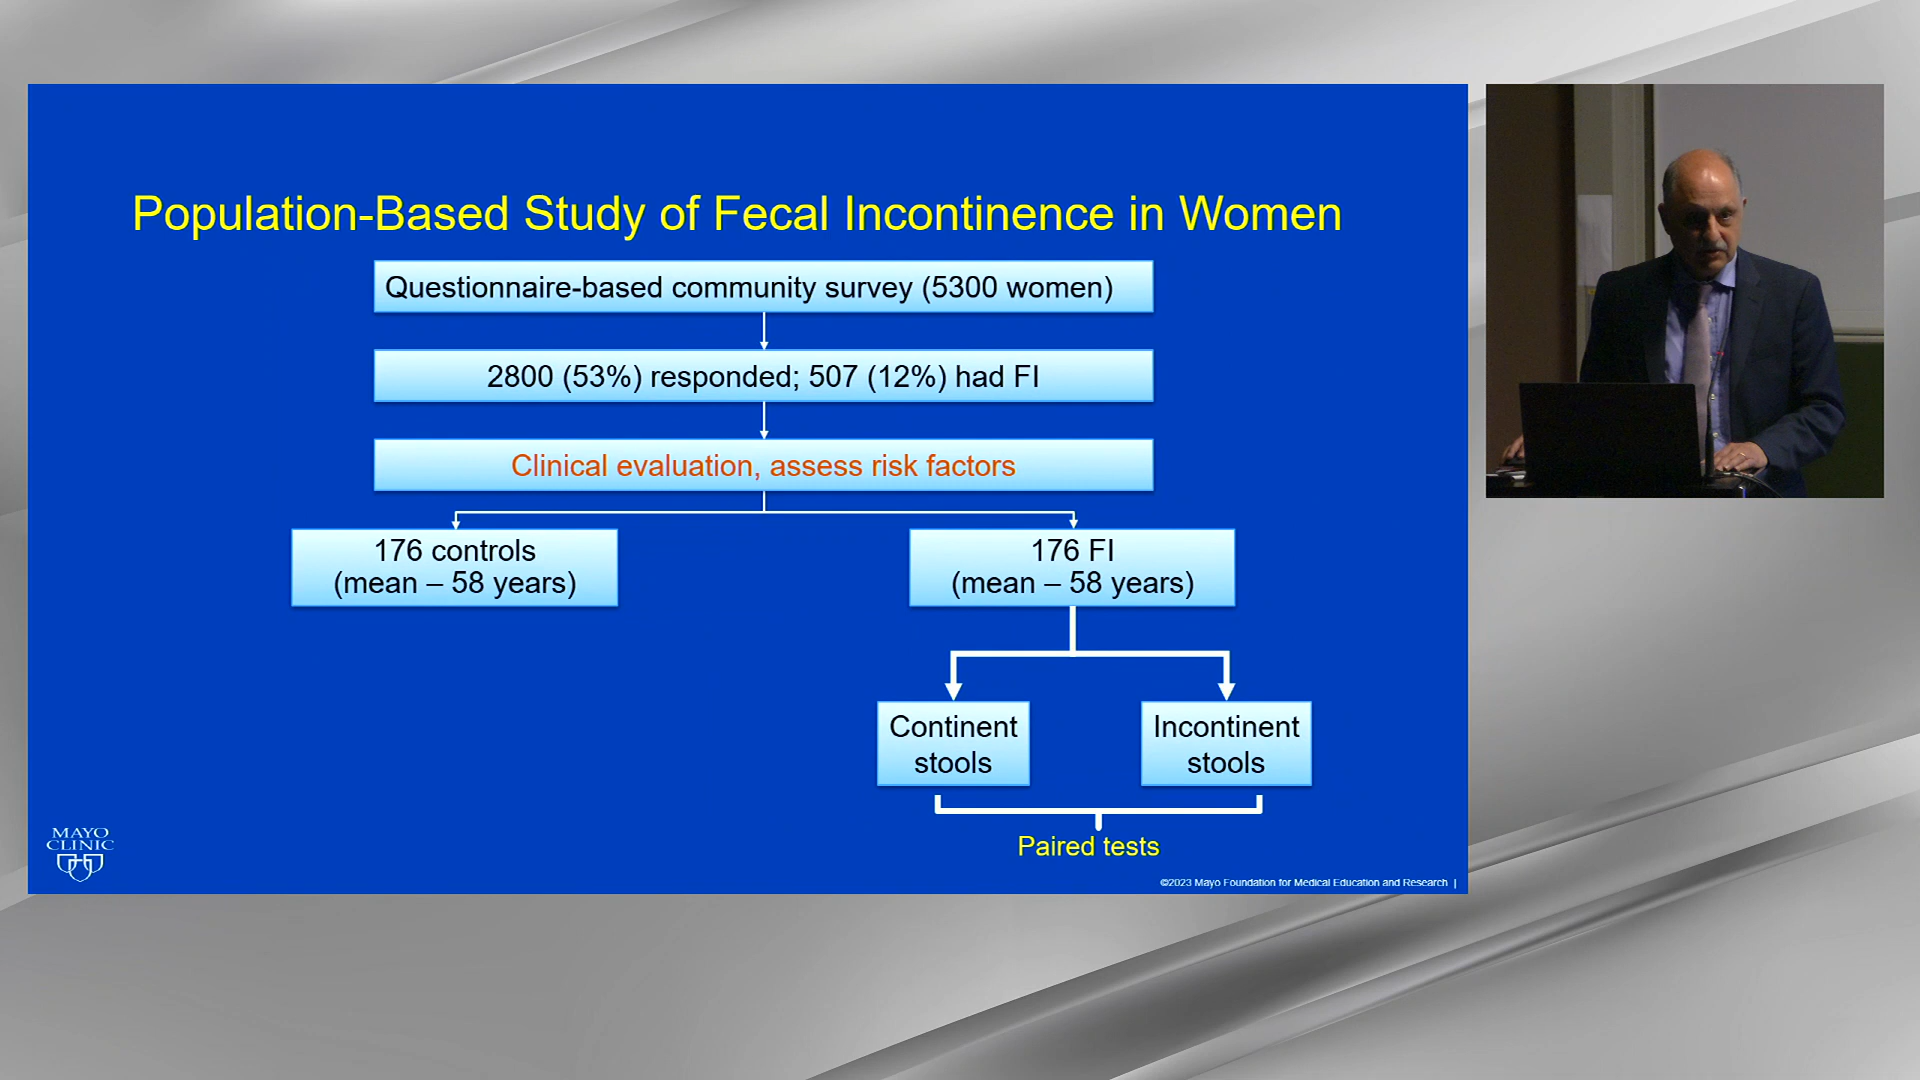 Population-Based Study of Fecal Incontinence in Women
Questionnaire-based community survey (5300 women)
2800 (53%) responded; 507 (12%) had FI
Clinical evaluation, assess risk factors
176 controls
(mean – 58 years)
176 FI
(mean – 58 years)
Continent
stools
Incontinent
stools
Paired tests
MAYO
CLINIC
©2023 Mayo Foundation for Medical Education and Research |